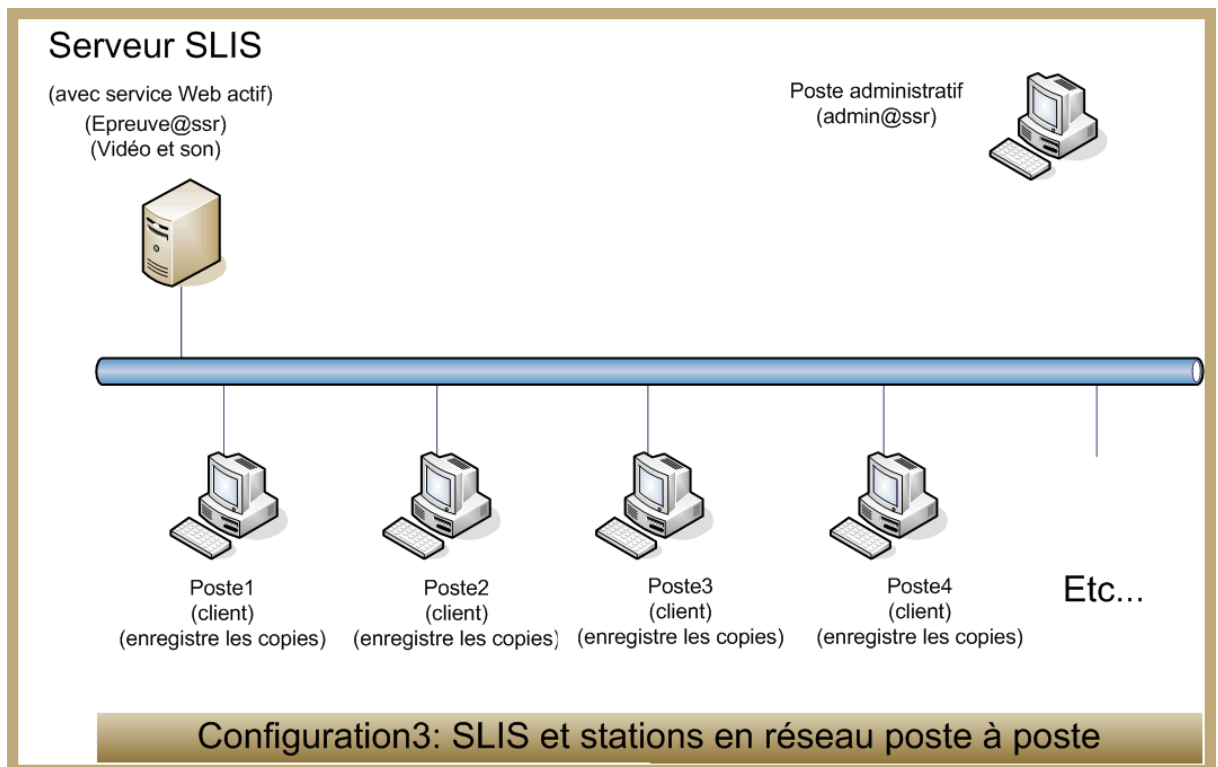 Serveur SLIS
(avec service Web actif)
(Epreuve@ssr)
(Vidéo et son)
Poste administratif
(admin@ssr)
Poste1
(client)
(enregistre les copies)
Poste2
(client)
(enregistre les copies)
Poste3
(client)
(enregistre les copies)
Poste4
(client)
(enregistre les copies)
Etc...
Configuration3: SLIS et stations en réseau poste à poste